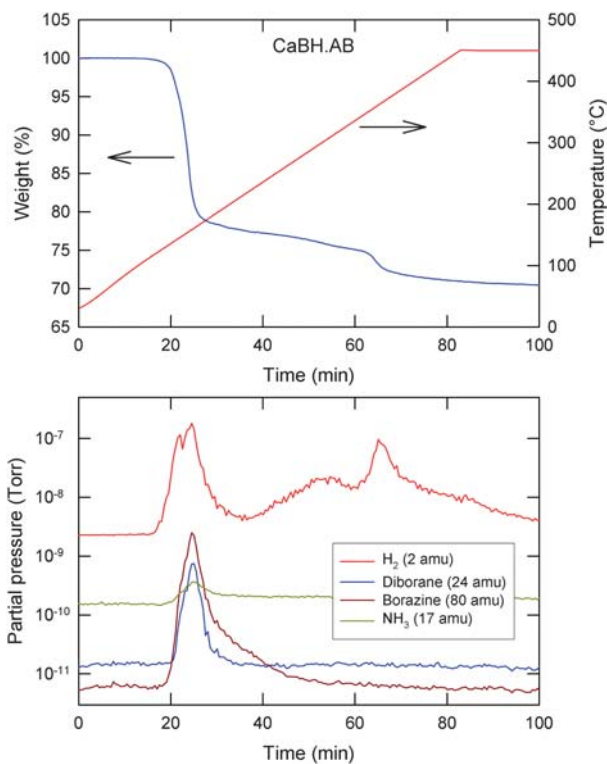 CaBH.AB
105
100
95
90
85
80
75
70
65
Weight (%)
500
400
300
200
100
0
Temperature (°C)
0 20 40 60 80 100
Time (min)
10⁻⁷
10⁻⁸
10⁻⁹
10⁻¹⁰
10⁻¹¹
Partial pressure (Torr)
H₂ (2 amu)
Diborane (24 amu)
Borazine (80 amu)
NH₃ (17 amu)
0 20 40 60 80 100
Time (min)